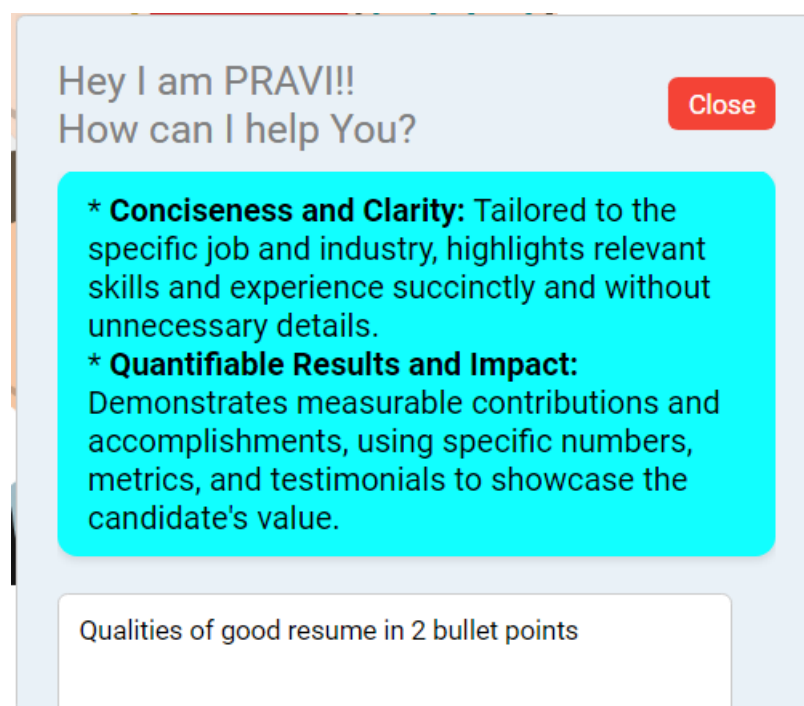 Hey I am PRAVI!!
How can I help You?
Close
* Conciseness and Clarity: Tailored to the
specific job and industry, highlights relevant
skills and experience succinctly and without
unnecessary details.
* Quantifiable Results and Impact:
Demonstrates measurable contributions and
accomplishments, using specific numbers,
metrics, and testimonials to showcase the
candidate's value.
Qualities of good resume in 2 bullet points